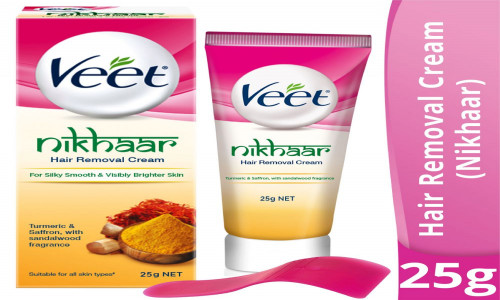 Veet
nikhaar
Hair Removal Cream
For Silky Smooth & Visibly Brighter Skin
Turmeric &
Saffron, with
sandalwood
fragrance
Suitable for all skin types*
25g NET
Veet
nikhaar
Hair Removal Cream
Turmeric & Saffron, with sandalwood
fragrance
25g NET
Hair Removal Cream
(Nikhaar)
25g